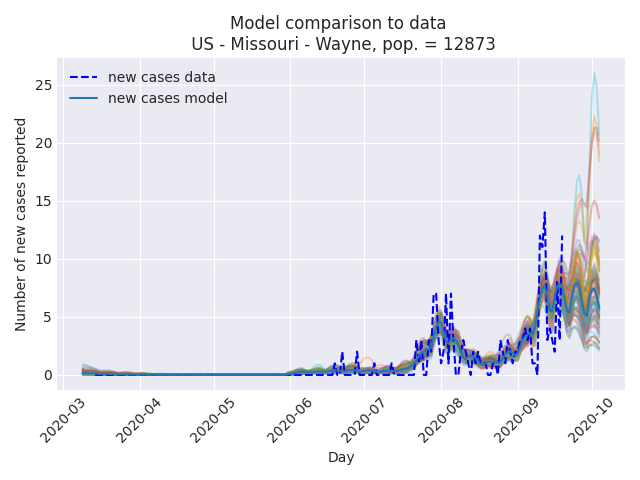 Model comparison to data
US - Missouri - Wayne, pop. = 12873
new cases data
new cases model
Number of new cases reported
25
20
15
10
5
0
2020-03
2020-04
2020-05
2020-06
2020-07
2020-08
2020-09
2020-10
Day